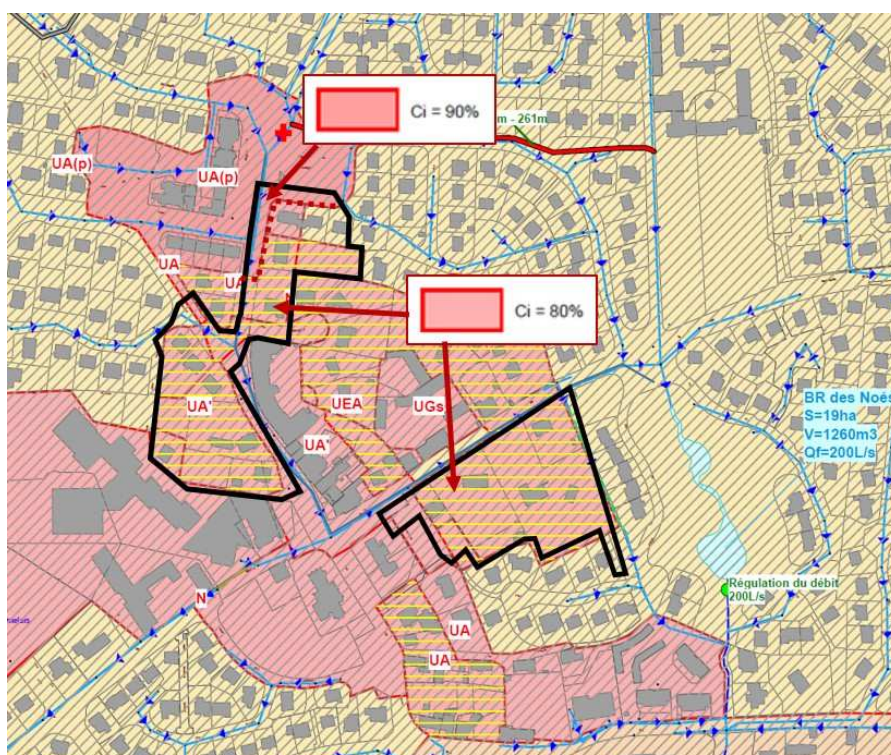 Ci = 90%
m - 261m
UA(p)
UA(p)
UA
UA
Ci = 80%
UA'
UEA
UGs
UA'
BR des Noës
S=19ha
V=1260m3
Qf=200L/s
Régulation du débit
200L/s
N
UA
UA